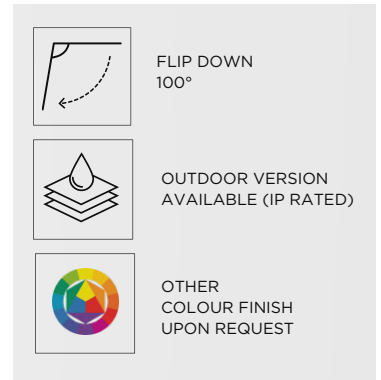 FLIP DOWN
100°
OUTDOOR VERSION
AVAILABLE (IP RATED)
OTHER
COLOUR FINISH
UPON REQUEST